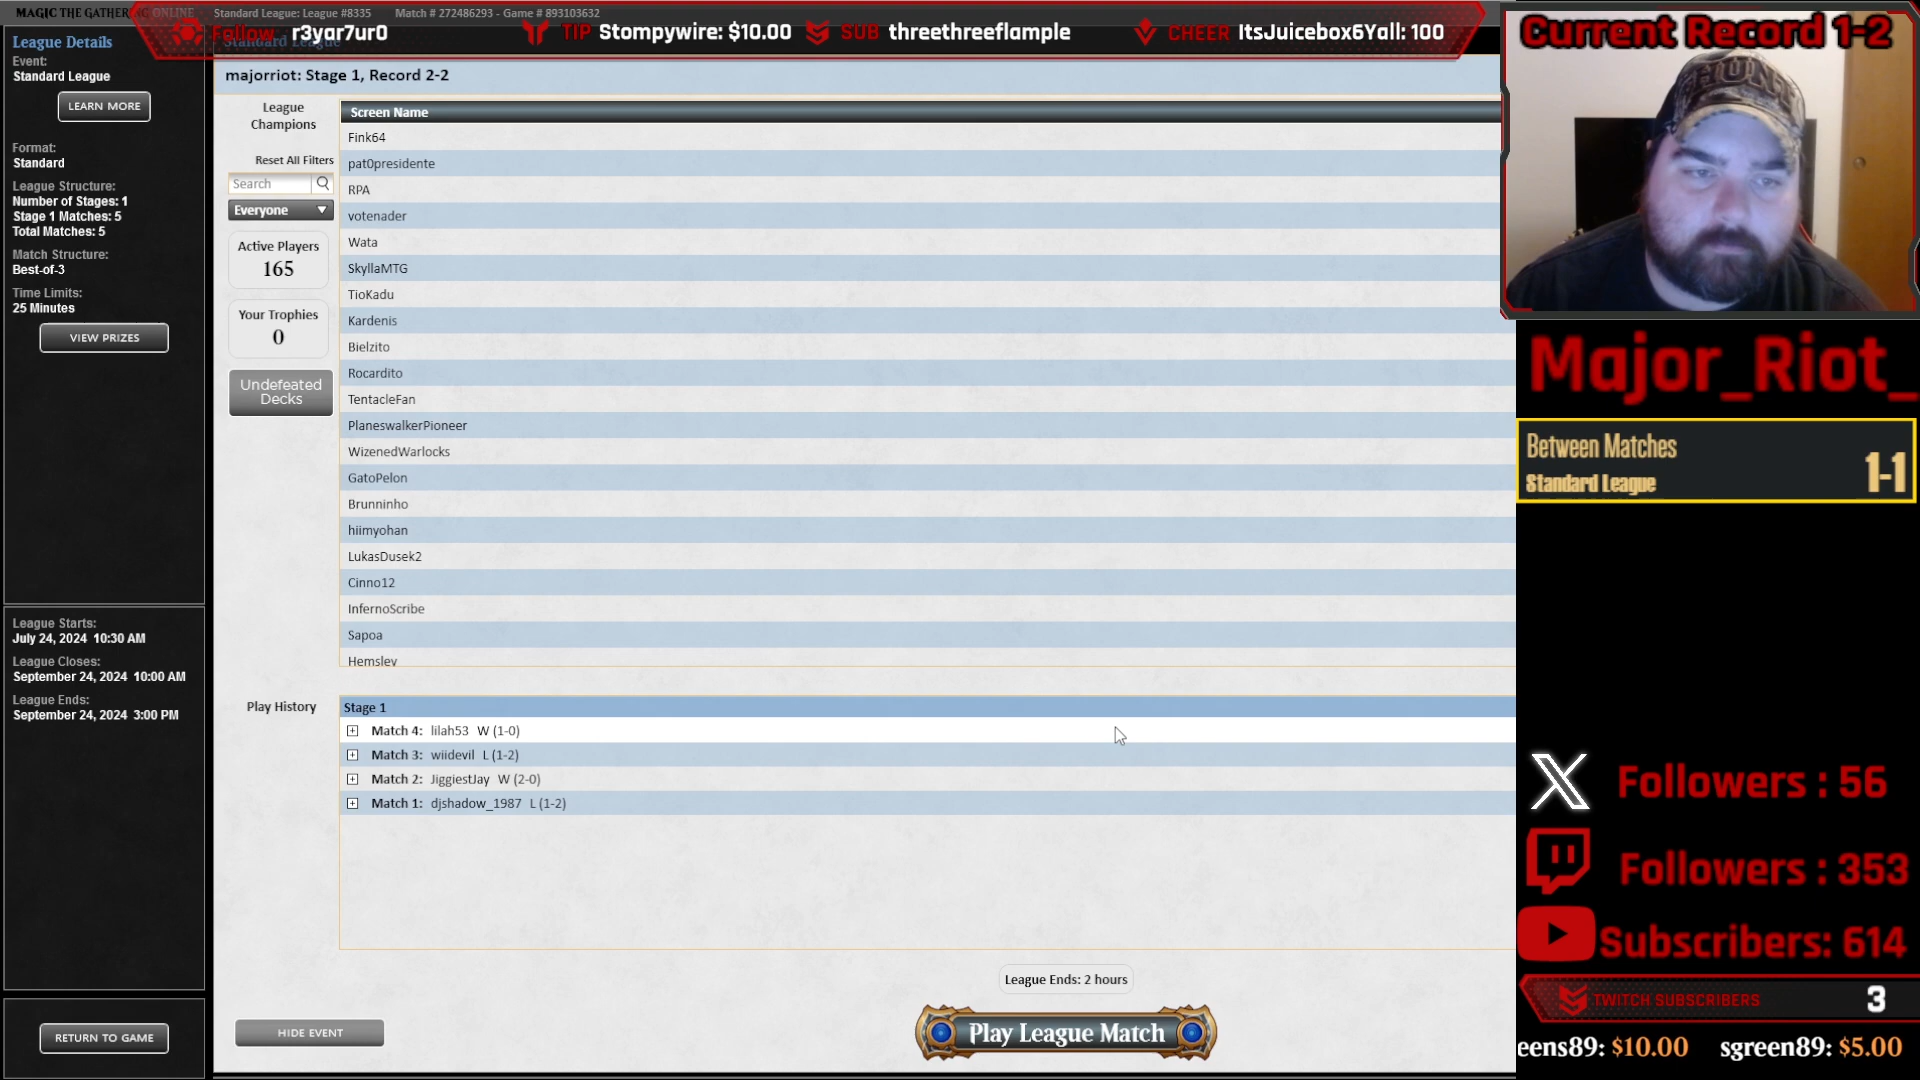 MAGIC THE GATHERING ONLINE
Standard League: League #8335
Match # 272486293 - Game # 893103632
Follow r3yar7ur0
TIP Stompywire: $10.00
SUB threethreeflample
CHEER ItsJuicebox6Yall: 100
Standard League
League Details
Event:
Standard League
LEARN MORE
Format:
Standard
League Structure:
Number of Stages: 1
Stage 1 Matches: 5
Total Matches: 5
Match Structure:
Best-of-3
Time Limits:
25 Minutes
VIEW PRIZES
League Starts:
July 24, 2024 10:30 AM
League Closes:
September 24, 2024 10:00 AM
League Ends:
September 24, 2024 3:00 PM
RETURN TO GAME
majorriot: Stage 1, Record 2-2
League
Champions
Reset All Filters
Search
Everyone
Active Players
165
Your Trophies
0
Undefeated
Decks
Screen Name
Fink64
pat0presidente
RPA
votenader
Wata
SkyllaMTG
TioKadu
Kardenis
Bielzito
Rocardito
TentacleFan
PlaneswalkerPioneer
WizenedWarlocks
GatoPelon
Brunninho
hiimyohan
LukasDusek2
Cinno12
InfernoScribe
Sapoa
Hemsley
Play History
Stage 1
Match 4: lilah53 W (1-0)
Match 3: wiidevil L (1-2)
Match 2: JiggiestJay W (2-0)
Match 1: djshadow_1987 L (1-2)
League Ends: 2 hours
HIDE EVENT
Play League Match
Current Record 1-2
Major_Riot_
Between Matches
Standard League
1-1
Followers : 56
Followers : 353
Subscribers: 614
TWITCH SUBSCRIBERS
3
eens89: $10.00 sgreen89: $5.00